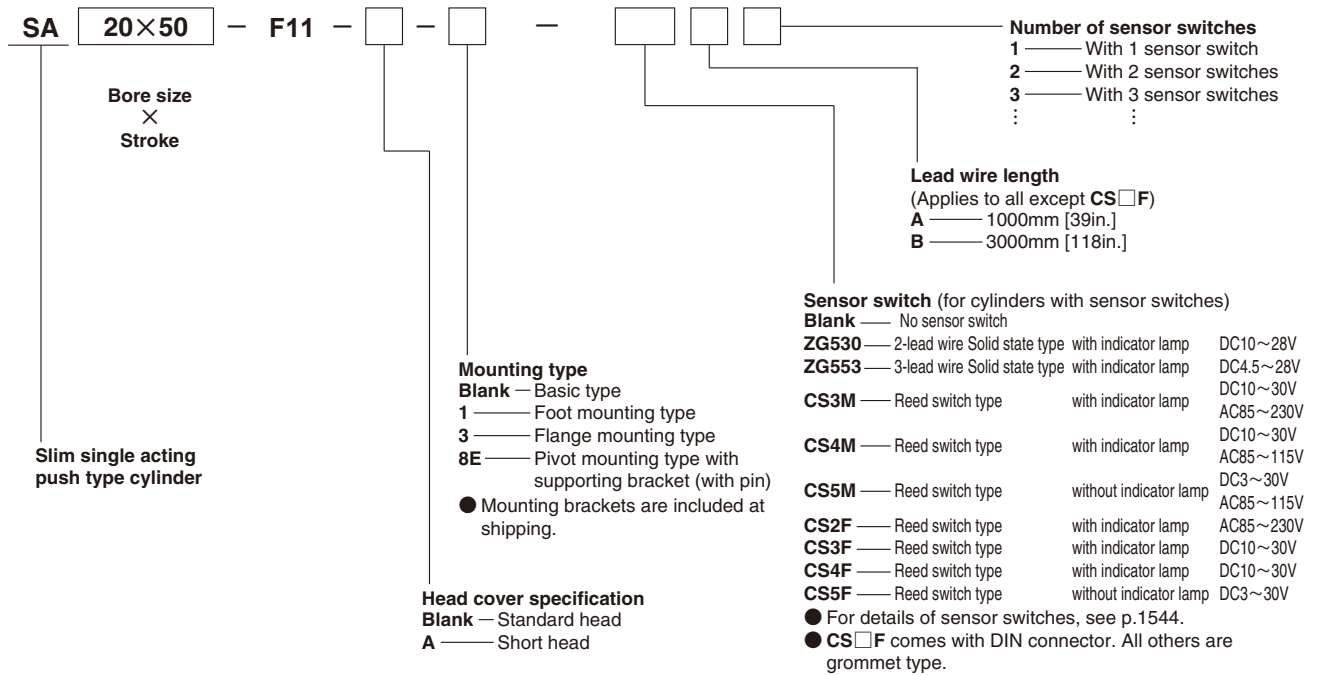 SA 20×50 － F11 － □ － □ － □ □ □
Bore size
×
Stroke
Slim single acting
push type cylinder
Head cover specification
Blank — Standard head
A — Short head
Mounting type
Blank — Basic type
1 — Foot mounting type
3 — Flange mounting type
8E — Pivot mounting type with
supporting bracket (with pin)
● Mounting brackets are included at
shipping.
Number of sensor switches
1 — With 1 sensor switch
2 — With 2 sensor switches
3 — With 3 sensor switches
⋮ ⋮
Lead wire length
(Applies to all except CS□F)
A — 1000mm [39in.]
B — 3000mm [118in.]
Sensor switch (for cylinders with sensor switches)
Blank — No sensor switch
ZG530 — 2-lead wire Solid state type with indicator lamp DC10～28V
ZG553 — 3-lead wire Solid state type with indicator lamp DC4.5～28V
CS3M — Reed switch type with indicator lamp DC10～30V
AC85～230V
CS4M — Reed switch type with indicator lamp DC10～30V
AC85～115V
CS5M — Reed switch type without indicator lamp DC3～30V
AC85～115V
CS2F — Reed switch type with indicator lamp AC85～230V
CS3F — Reed switch type with indicator lamp DC10～30V
CS4F — Reed switch type with indicator lamp DC10～30V
CS5F — Reed switch type without indicator lamp DC3～30V
● For details of sensor switches, see p.1544.
● CS□F comes with DIN connector. All others are
grommet type.